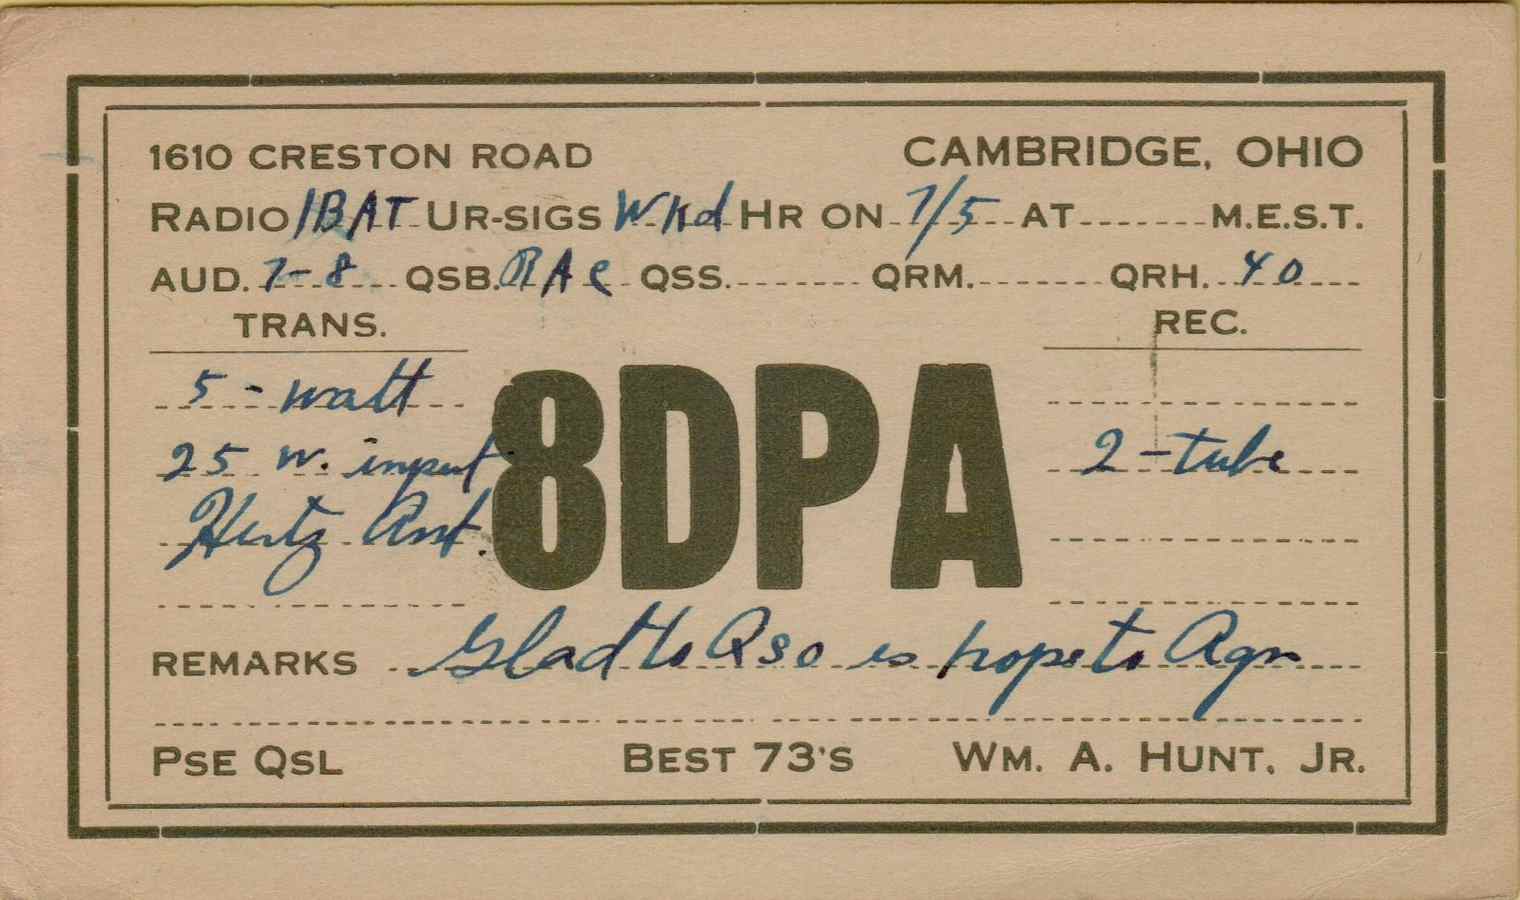 1610 CRESTON ROAD CAMBRIDGE, OHIO
RADIO 1BAT UR-SIGS Wkd HR ON 7/5 AT M.E.S.T.
AUD. 7-8 QSB. RAC QSS. QRM. QRH. 40
TRANS. REC.
5 - watt
25 w. input 2 - tube
8DPA
Hertz Ant.
REMARKS Glad to Qso es hope to Agn
PSE QSL BEST 73'S WM. A. HUNT, JR.